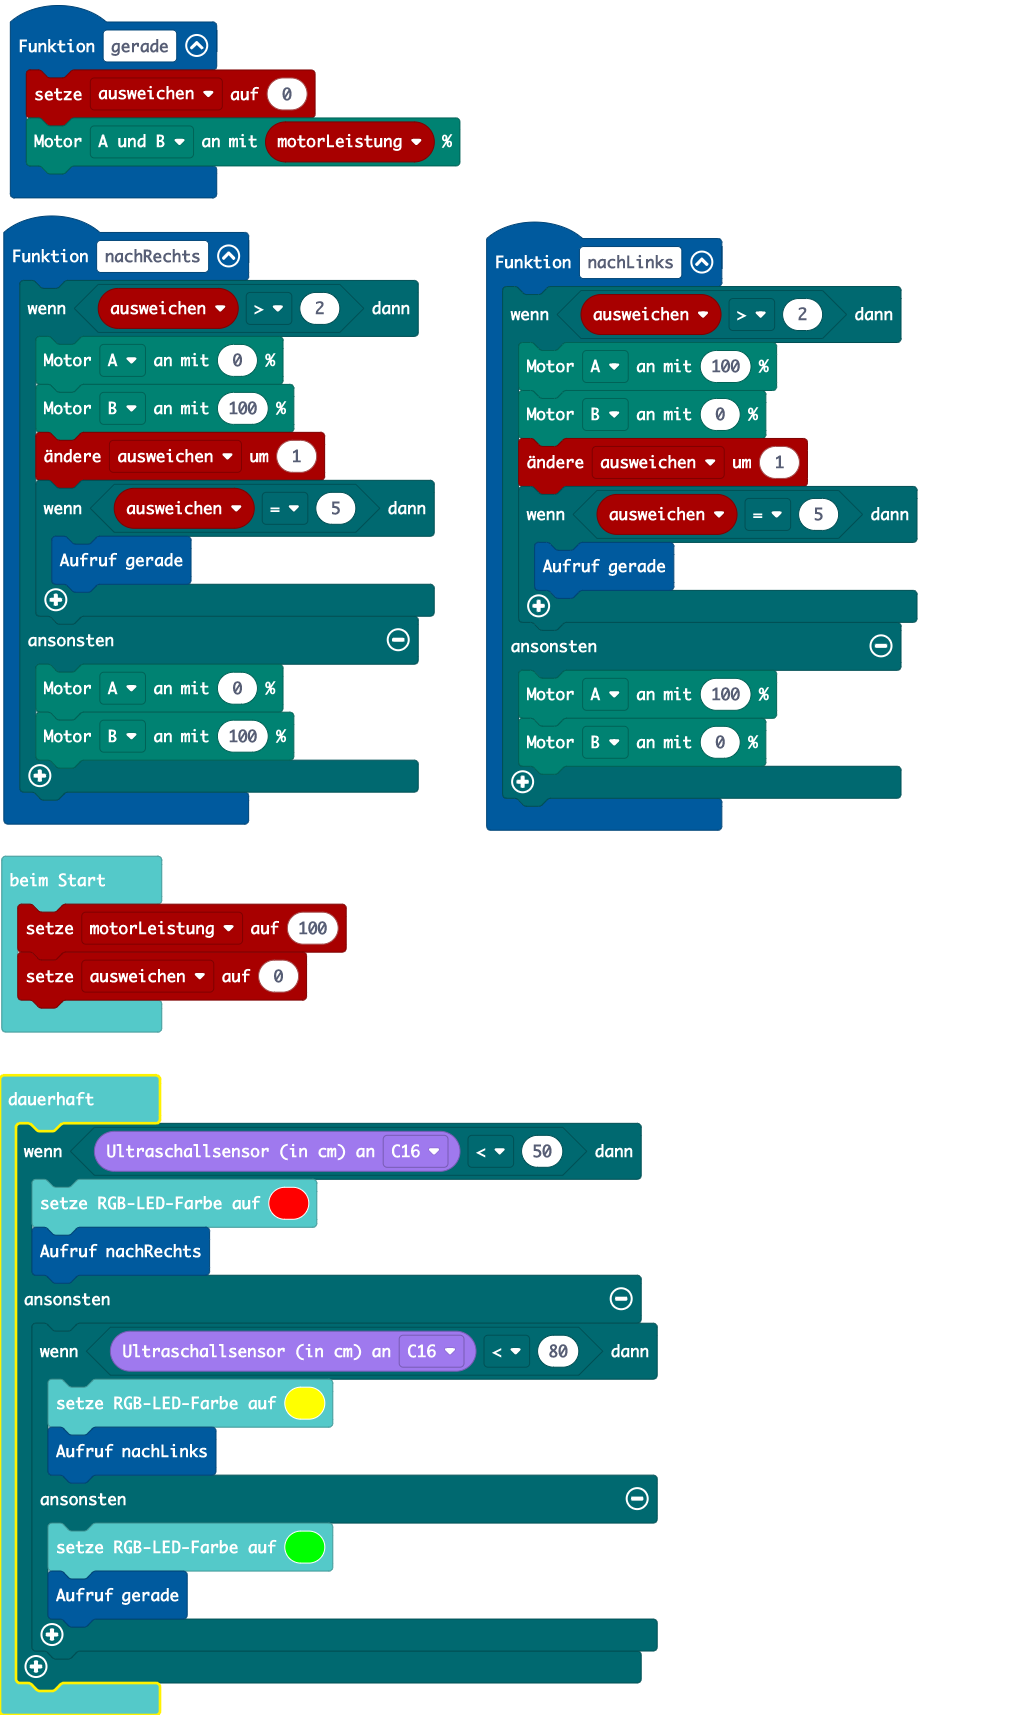 Funktion gerade
setze ausweichen auf 0
Motor A und B an mit motorLeistung %
Funktion nachRechts
wenn ausweichen > 2 dann
Motor A an mit 0 %
Motor B an mit 100 %
ändere ausweichen um 1
wenn ausweichen = 5 dann
Aufruf gerade
ansonsten
Motor A an mit 0 %
Motor B an mit 100 %
Funktion nachLinks
wenn ausweichen > 2 dann
Motor A an mit 100 %
Motor B an mit 0 %
ändere ausweichen um 1
wenn ausweichen = 5 dann
Aufruf gerade
ansonsten
Motor A an mit 100 %
Motor B an mit 0 %
beim Start
setze motorLeistung auf 100
setze ausweichen auf 0
dauerhaft
wenn Ultraschallsensor (in cm) an C16 < 50 dann
setze RGB-LED-Farbe auf
Aufruf nachRechts
ansonsten
wenn Ultraschallsensor (in cm) an C16 < 80 dann
setze RGB-LED-Farbe auf
Aufruf nachLinks
ansonsten
setze RGB-LED-Farbe auf
Aufruf gerade